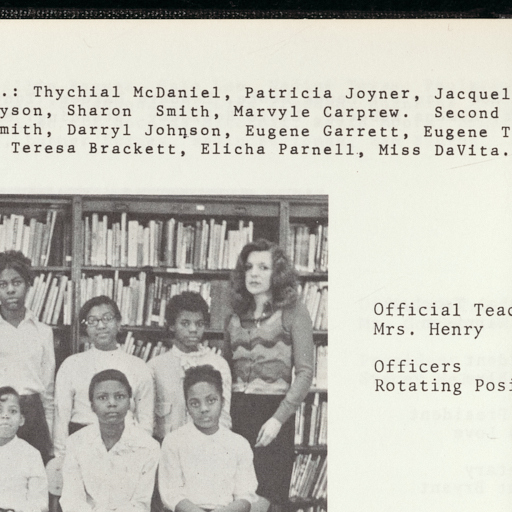 .: Thychial McDaniel, Patricia Joyner, Jacquel
yson, Sharon Smith, Marvyle Carprew. Second
mith, Darryl Johnson, Eugene Garrett, Eugene T
Teresa Brackett, Elicha Parnell, Miss DaVita.
Official Teac
Mrs. Henry
Officers
Rotating Posi